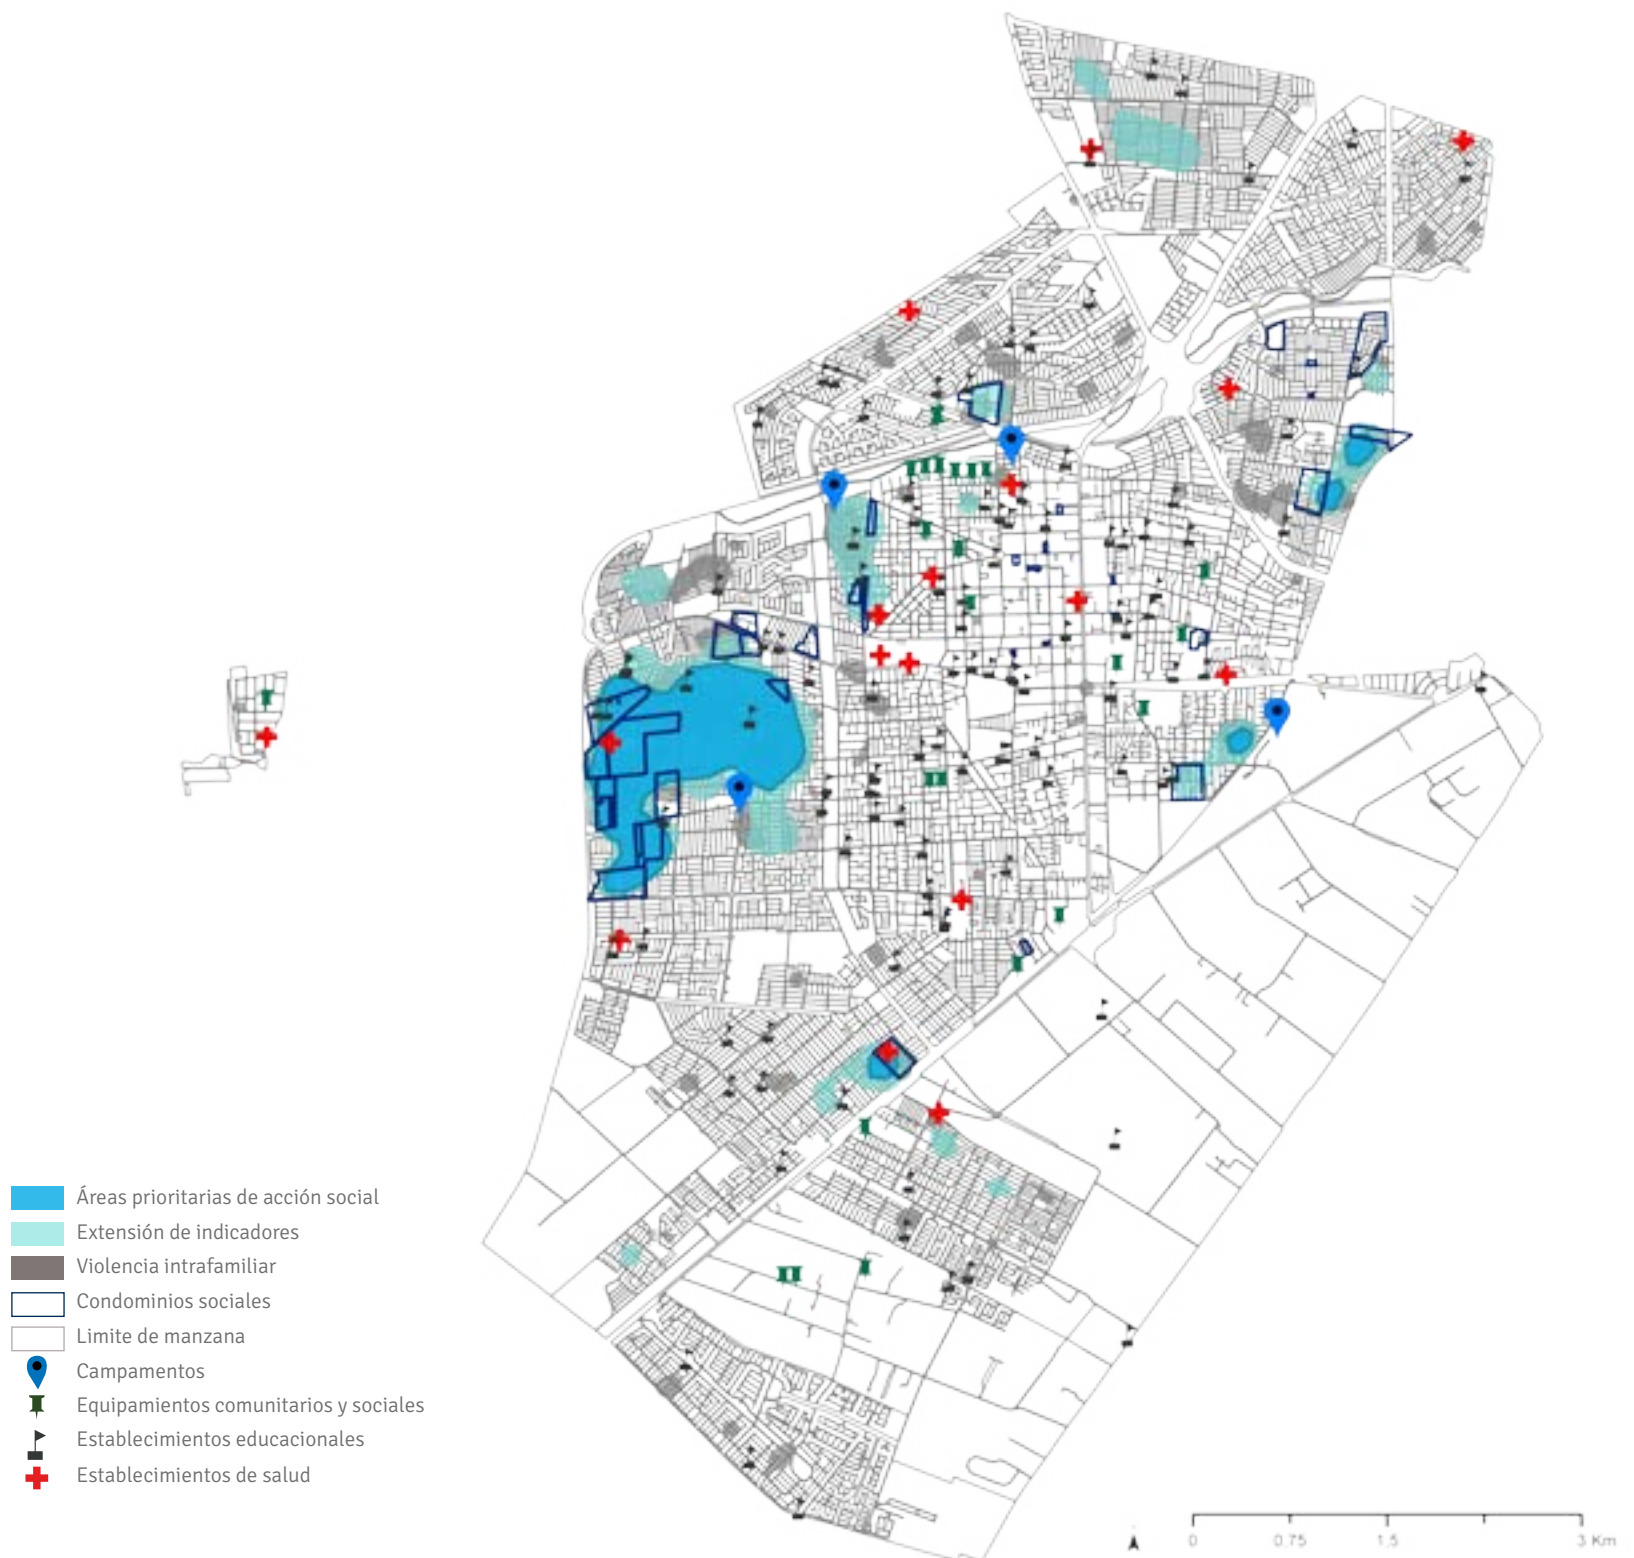 Áreas prioritarias de acción social
Extensión de indicadores
Violencia intrafamiliar
Condominios sociales
Limite de manzana
Campamentos
Equipamientos comunitarios y sociales
Establecimientos educacionales
Establecimientos de salud
0 0,75 1,5 3 Km